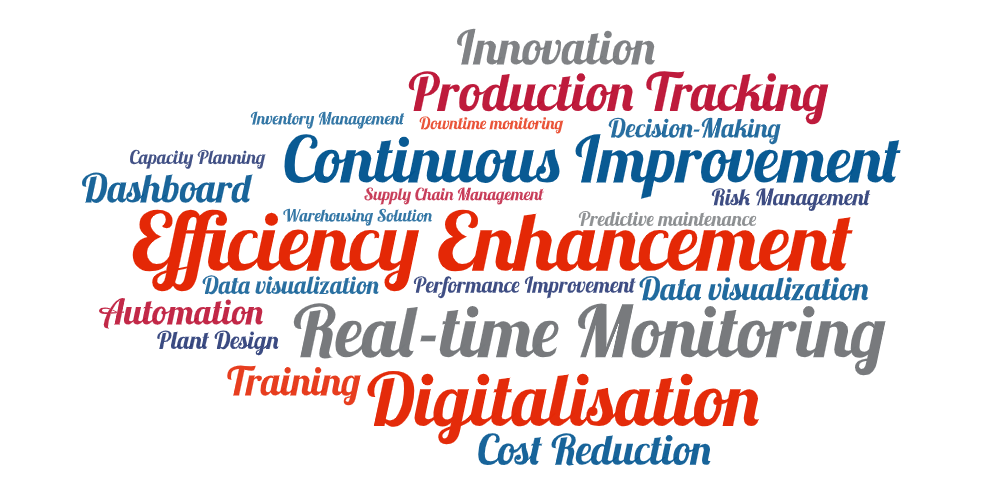 Innovation
Production Tracking
Inventory Management
Downtime monitoring
Decision-Making
Continuous Improvement
Capacity Planning
Dashboard
Supply Chain Management
Risk Management
Warehousing Solution
Predictive maintenance
Efficiency Enhancement
Data visualization
Performance Improvement
Data visualization
Automation
Real-time Monitoring
Plant Design
Training
Digitalisation
Cost Reduction